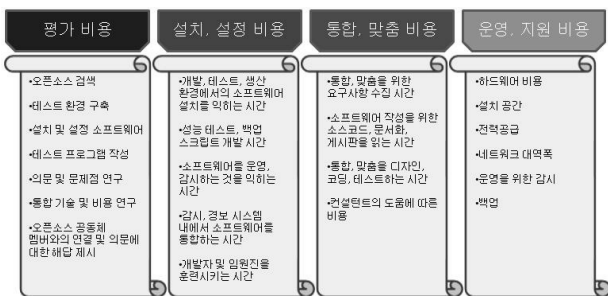 평가 비용
•오픈소스 검색
•테스트 환경 구축
•설치 및 설정 소프트웨어
•테스트 프로그램 작성
•의문 및 문제점 연구
•통합 기술 및 비용 연구
•오픈소스 공동체
멤버와의 연결 및 의문에
대한 해답 제시
설치, 설정 비용
•개발, 테스트, 생산
환경에서의 소프트웨어
설치를 익히는 시간
•성능 테스트, 백업
스크립트 개발 시간
•소프트웨어를 운영,
감시하는 것을 익히는
시간
•감시, 경보 시스템
내에서 소프트웨어를
통합하는 시간
•개발자 및 임원진을
훈련시키는 시간
통합, 맞춤 비용
•통합, 맞춤을 위한
요구사항 수집 시간
•소프트웨어 작성을 위한
소스코드, 문서화,
게시판을 읽는 시간
•통합, 맞춤을 디자인,
코딩, 테스트하는 시간
•컨설턴트의 도움에 따른
비용
운영, 지원 비용
•하드웨어 비용
•설치 공간
•전력공급
•네트워크 대역폭
•운영을 위한 감시
•백업